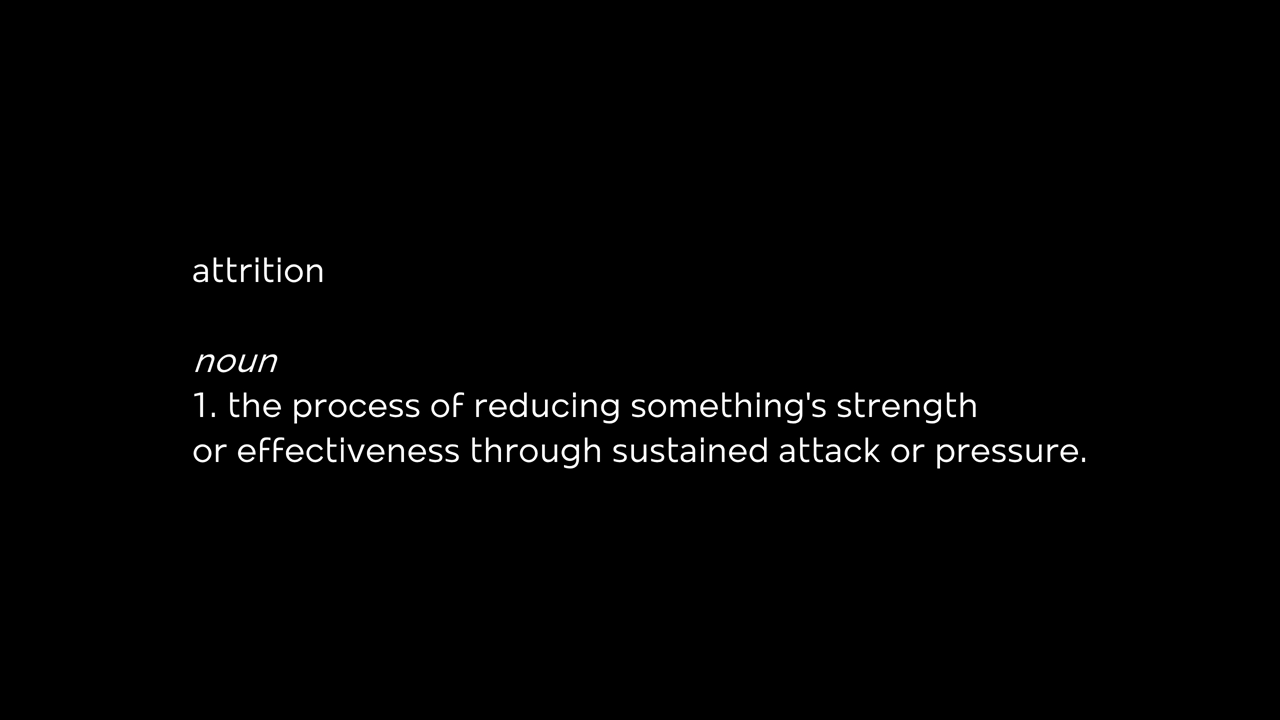 attrition
noun
1. the process of reducing something's strength
or effectiveness through sustained attack or pressure.